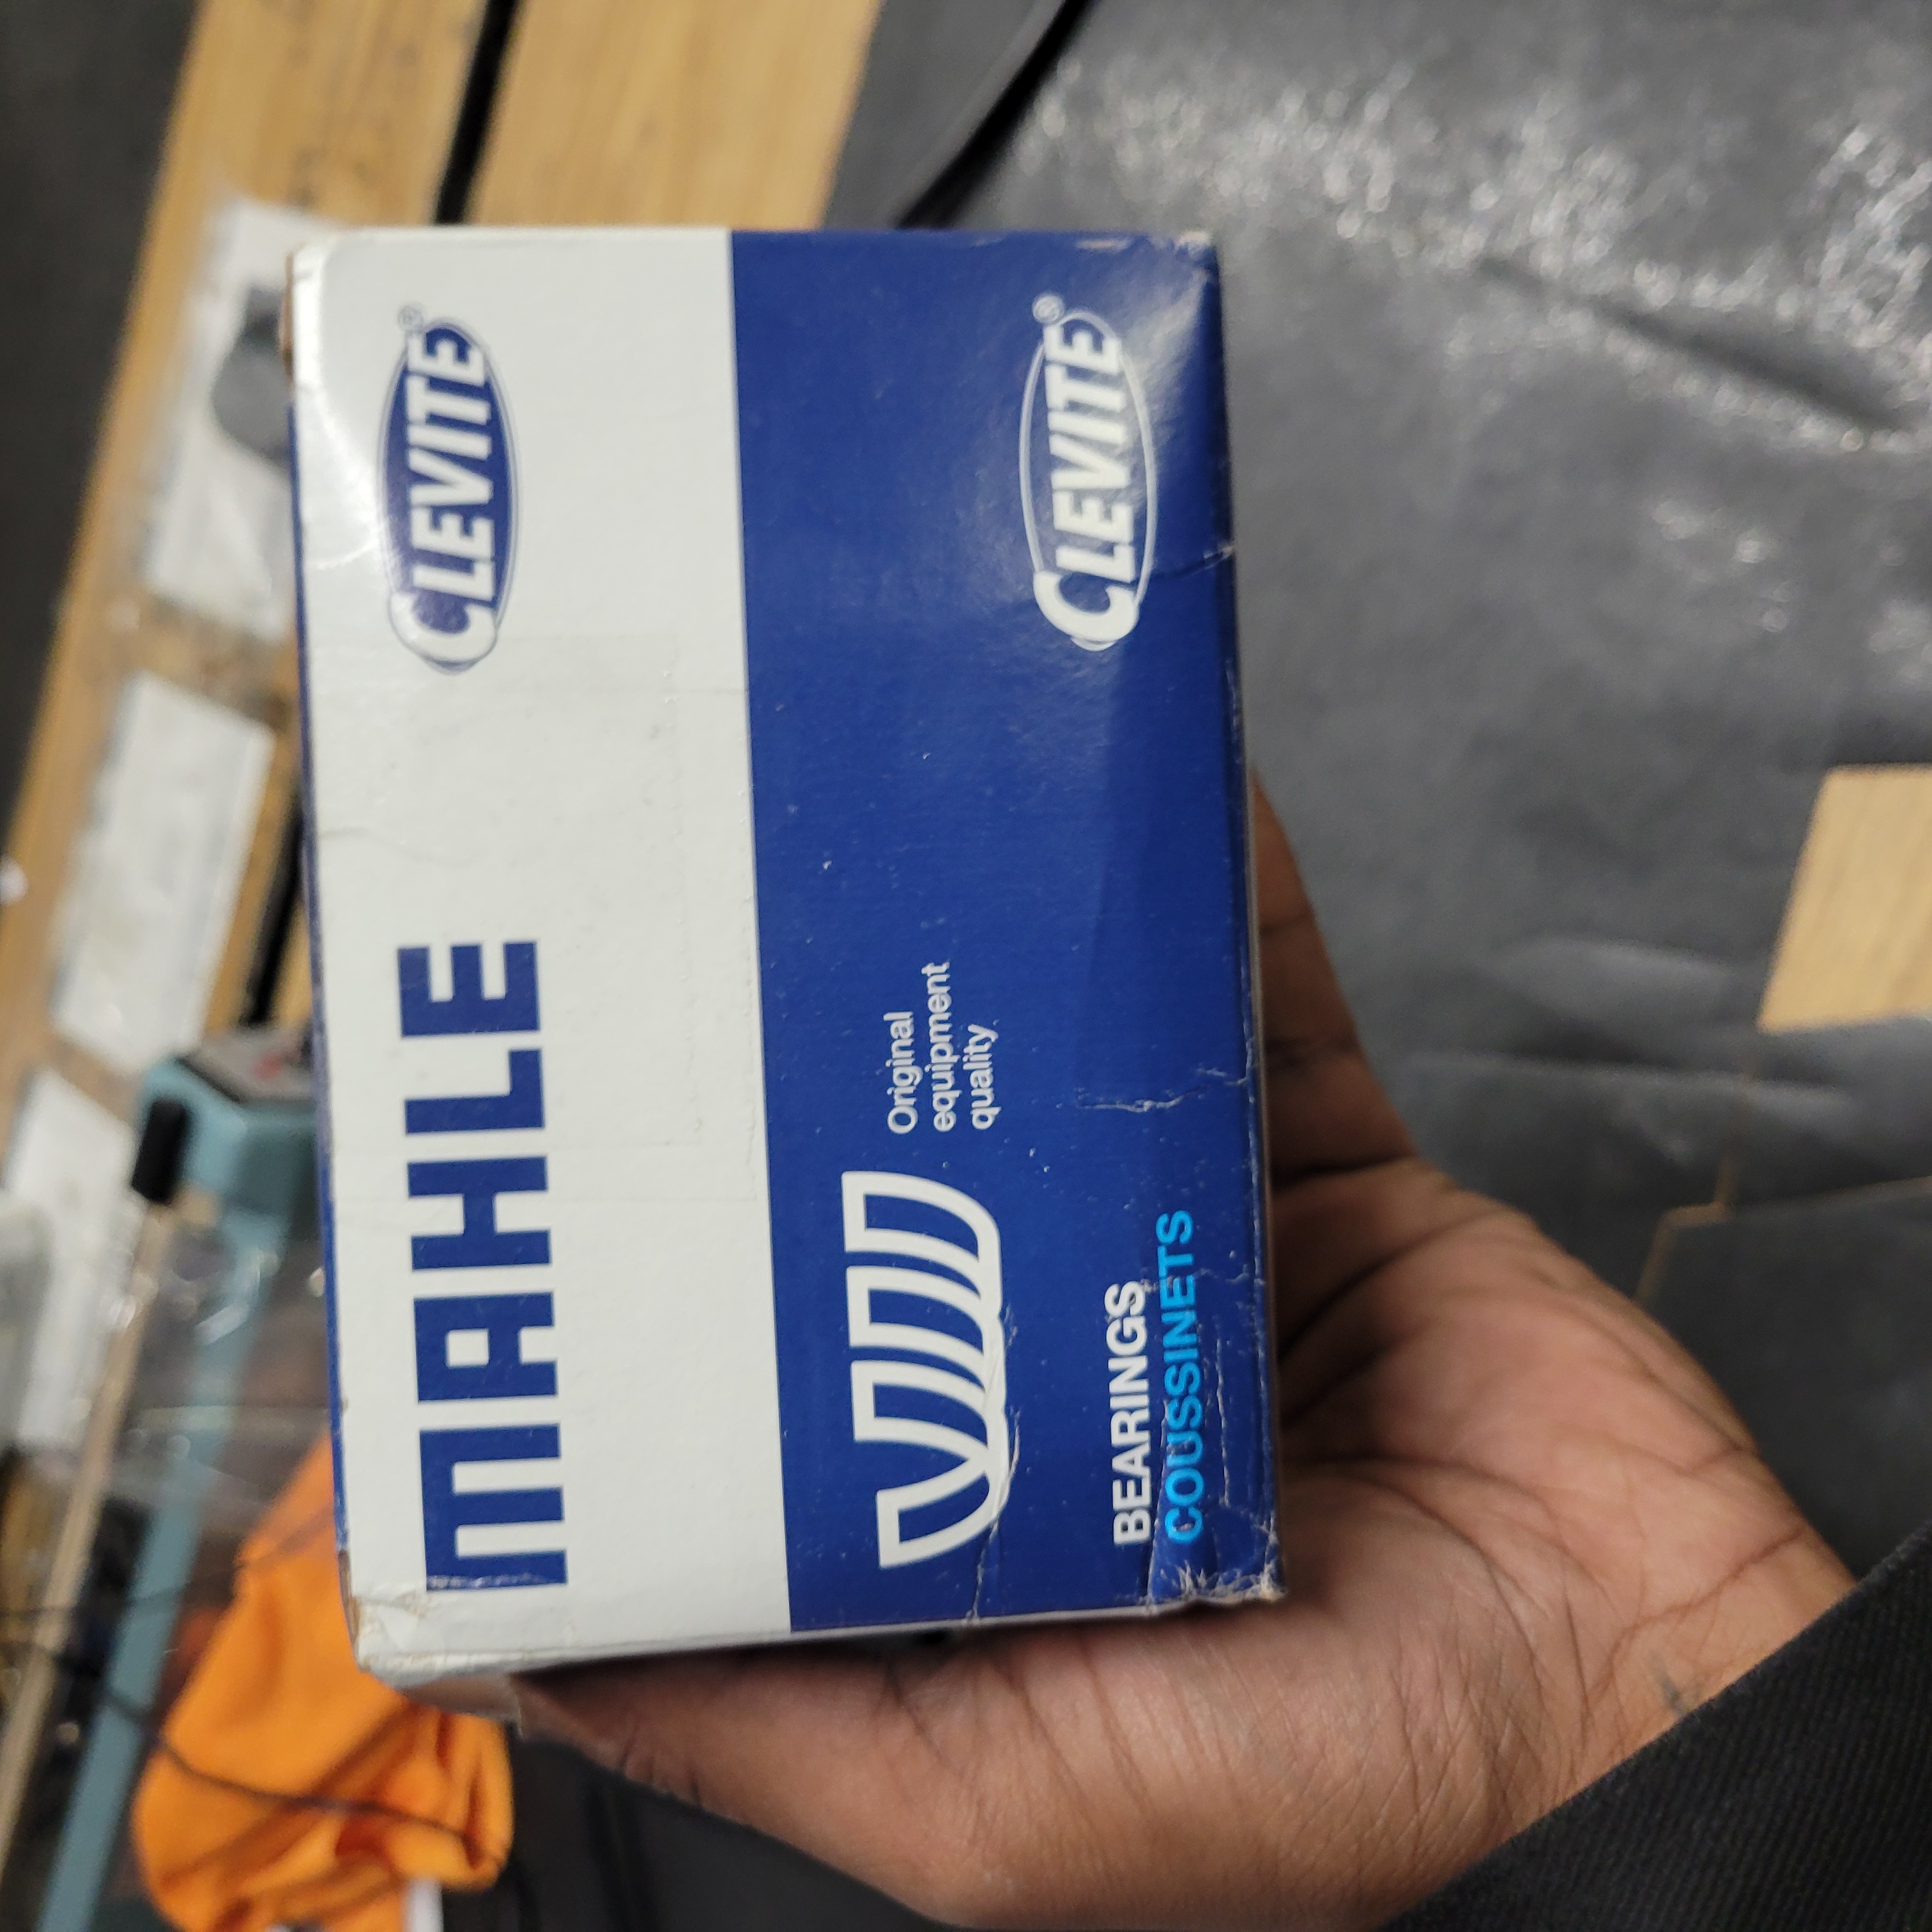 MAHLE
CLEVITE®
Original
equipment
quality
BEARINGS
COUSSINETS
CLEVITE®